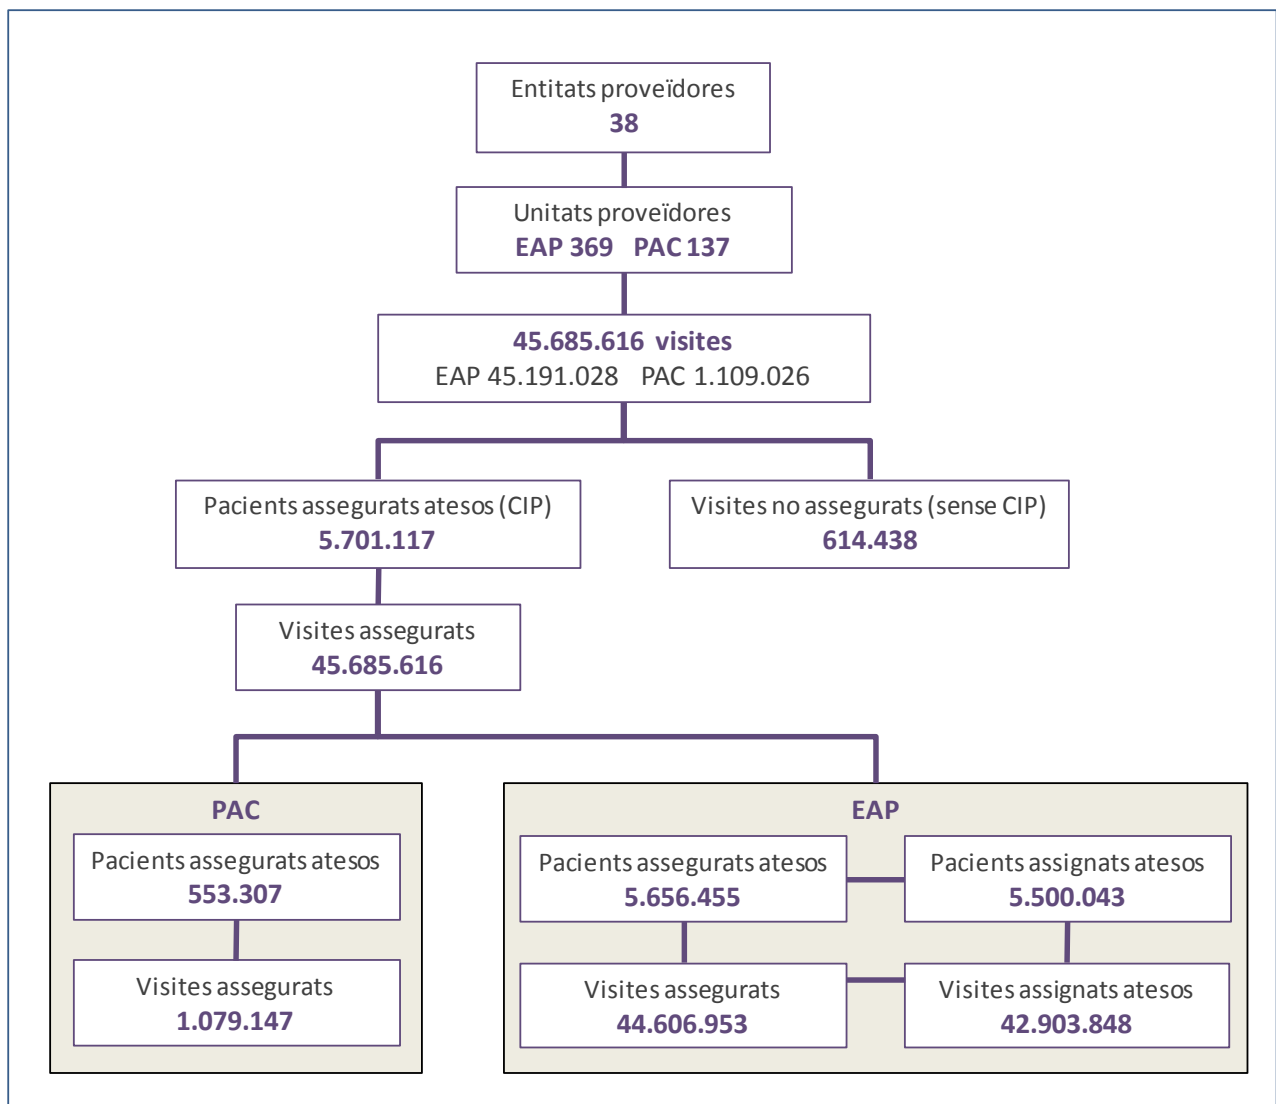 Entitats proveïdores
38
Unitats proveïdores
EAP 369 PAC 137
45.685.616 visites
EAP 45.191.028 PAC 1.109.026
Pacients assegurats atesos (CIP)
5.701.117
Visites no assegurats (sense CIP)
614.438
Visites assegurats
45.685.616
PAC
Pacients assegurats atesos
553.307
Visites assegurats
1.079.147
EAP
Pacients assegurats atesos
5.656.455
Pacients assignats atesos
5.500.043
Visites assegurats
44.606.953
Visites assignats atesos
42.903.848